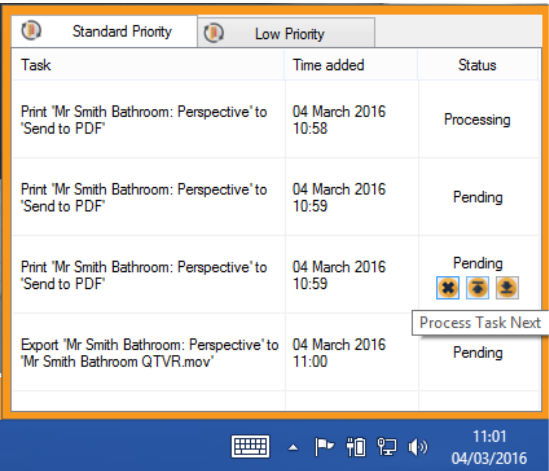 Standard Priority
Low Priority
Task Time added Status
Print 'Mr Smith Bathroom: Perspective' to
'Send to PDF'
04 March 2016
10:58
Processing
Print 'Mr Smith Bathroom: Perspective' to
'Send to PDF'
04 March 2016
10:59
Pending
Print 'Mr Smith Bathroom: Perspective' to
'Send to PDF'
04 March 2016
10:59
Pending
Process Task Next
Export 'Mr Smith Bathroom: Perspective' to
'Mr Smith Bathroom QTVR.mov'
04 March 2016
11:00
Pending
11:01
04/03/2016